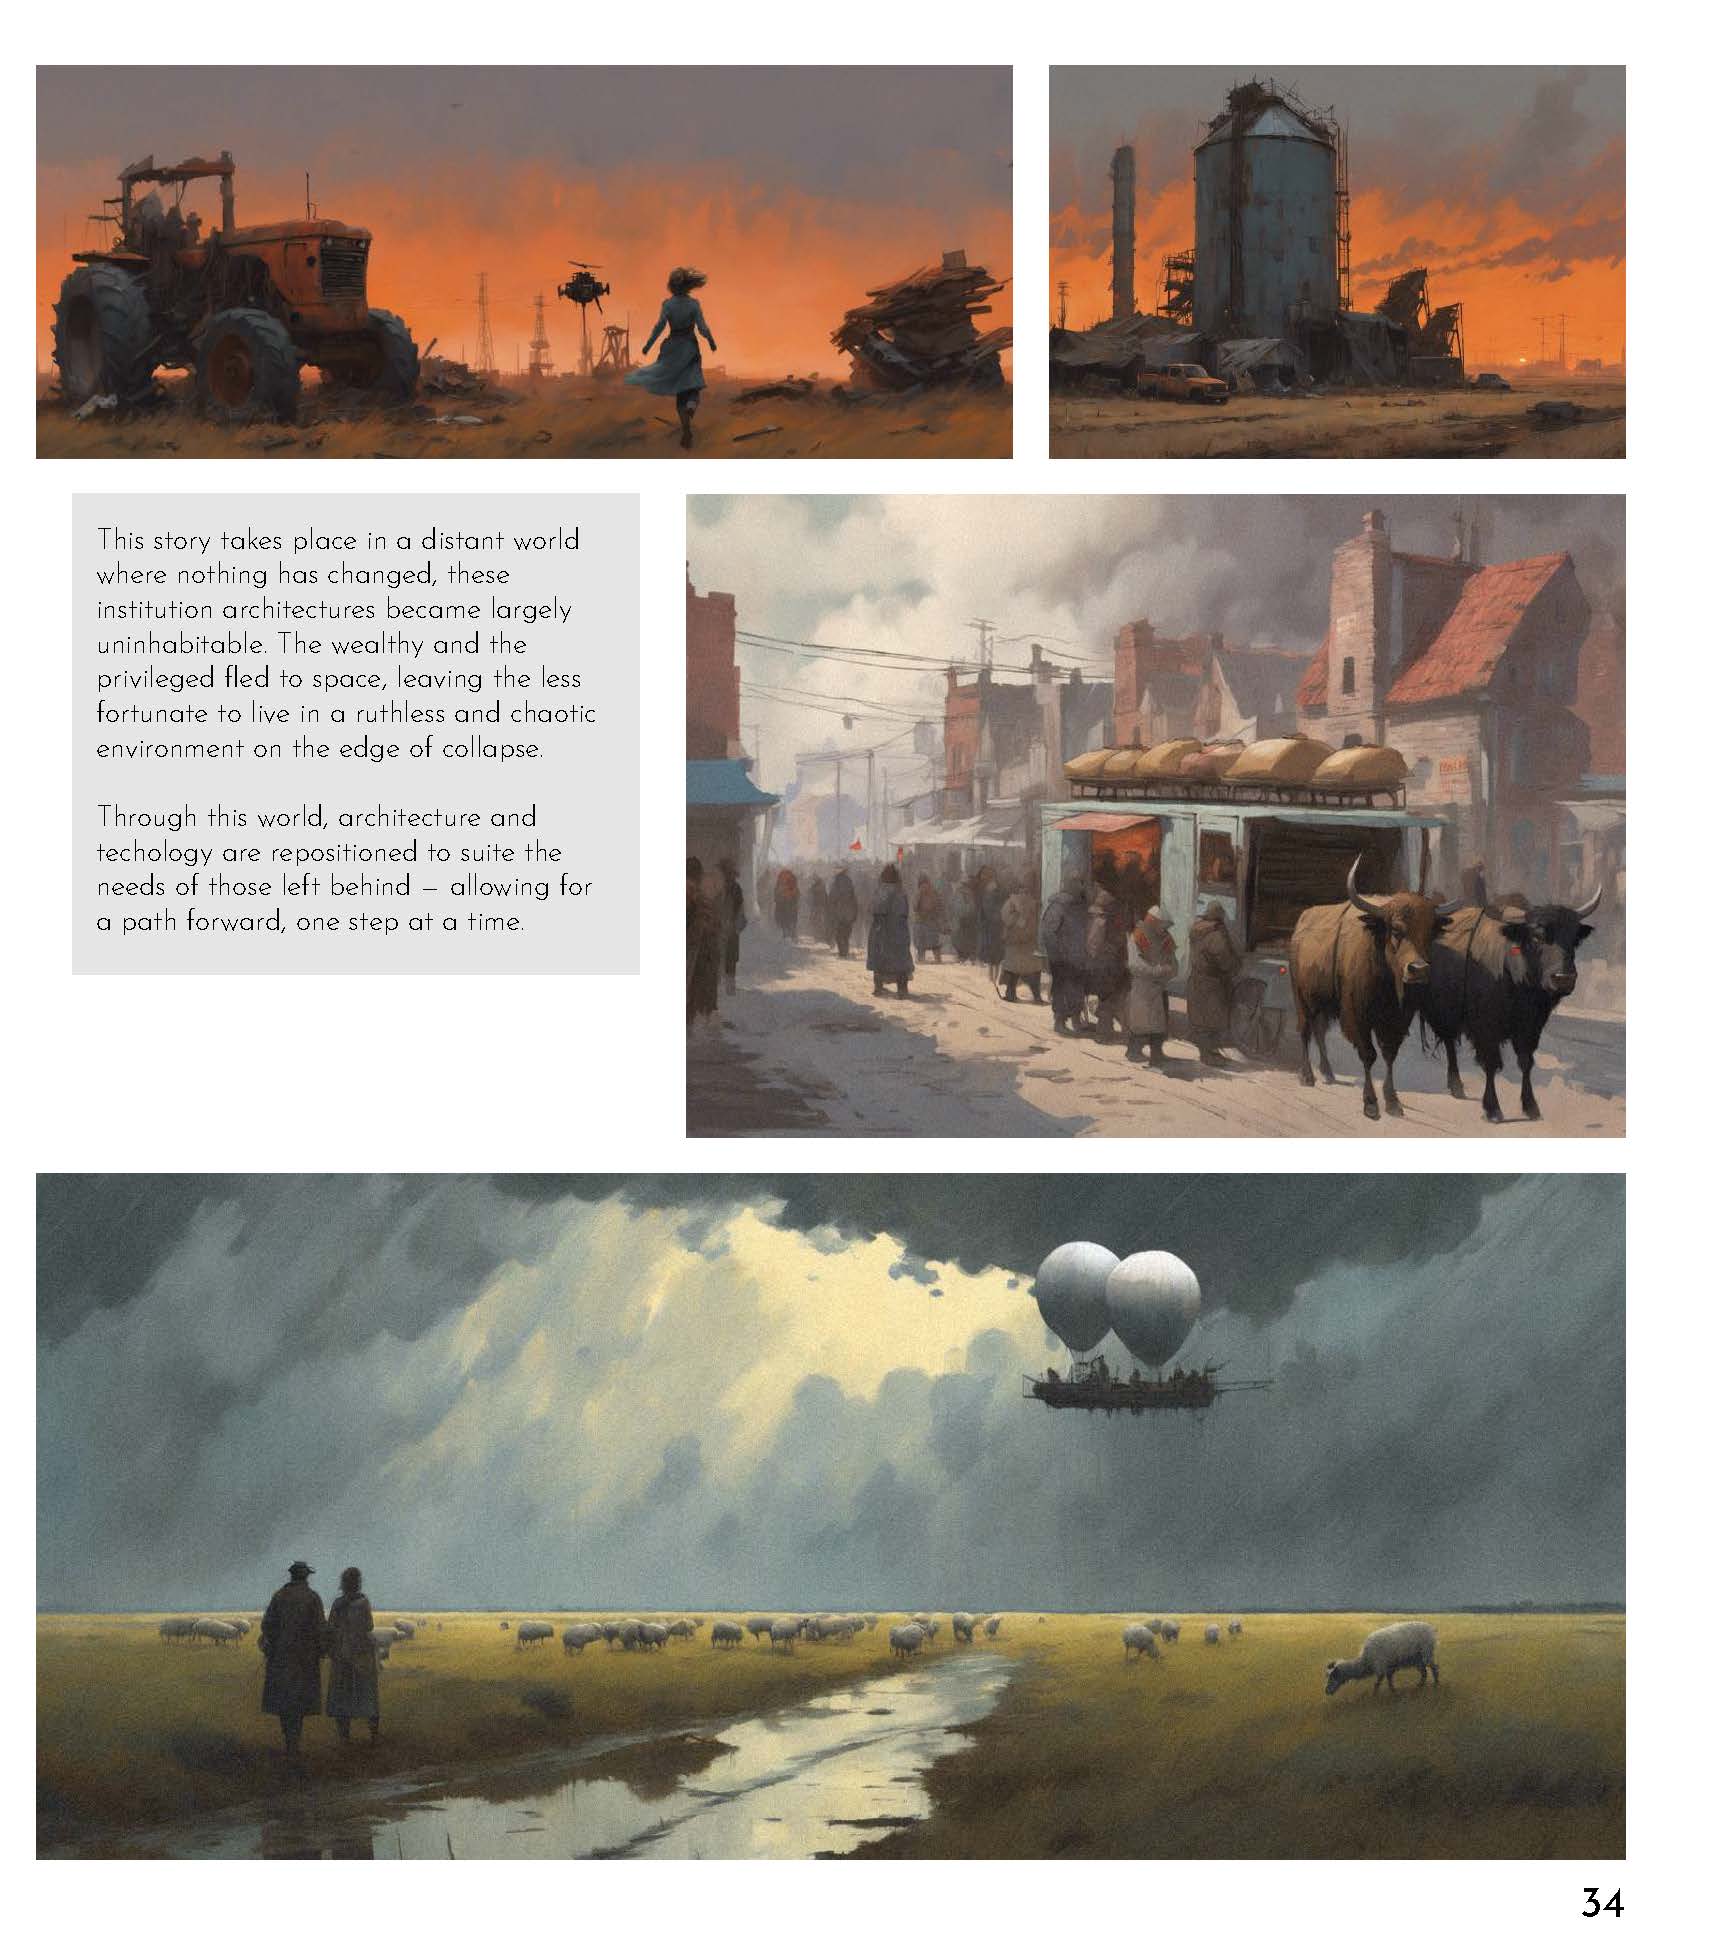 This story takes place in a distant world
where nothing has changed, these
institution architectures became largely
uninhabitable. The wealthy and the
privileged fled to space, leaving the less
fortunate to live in a ruthless and chaotic
environment on the edge of collapse.
Through this world, architecture and
techology are repositioned to suite the
needs of those left behind – allowing for
a path forward, one step at a time.
34